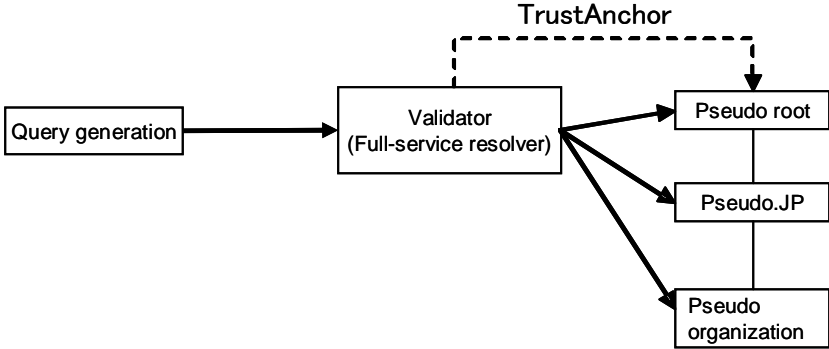 TrustAnchor
Query generation
Validator
(Full-service resolver)
Pseudo root
Pseudo.JP
Pseudo
organization